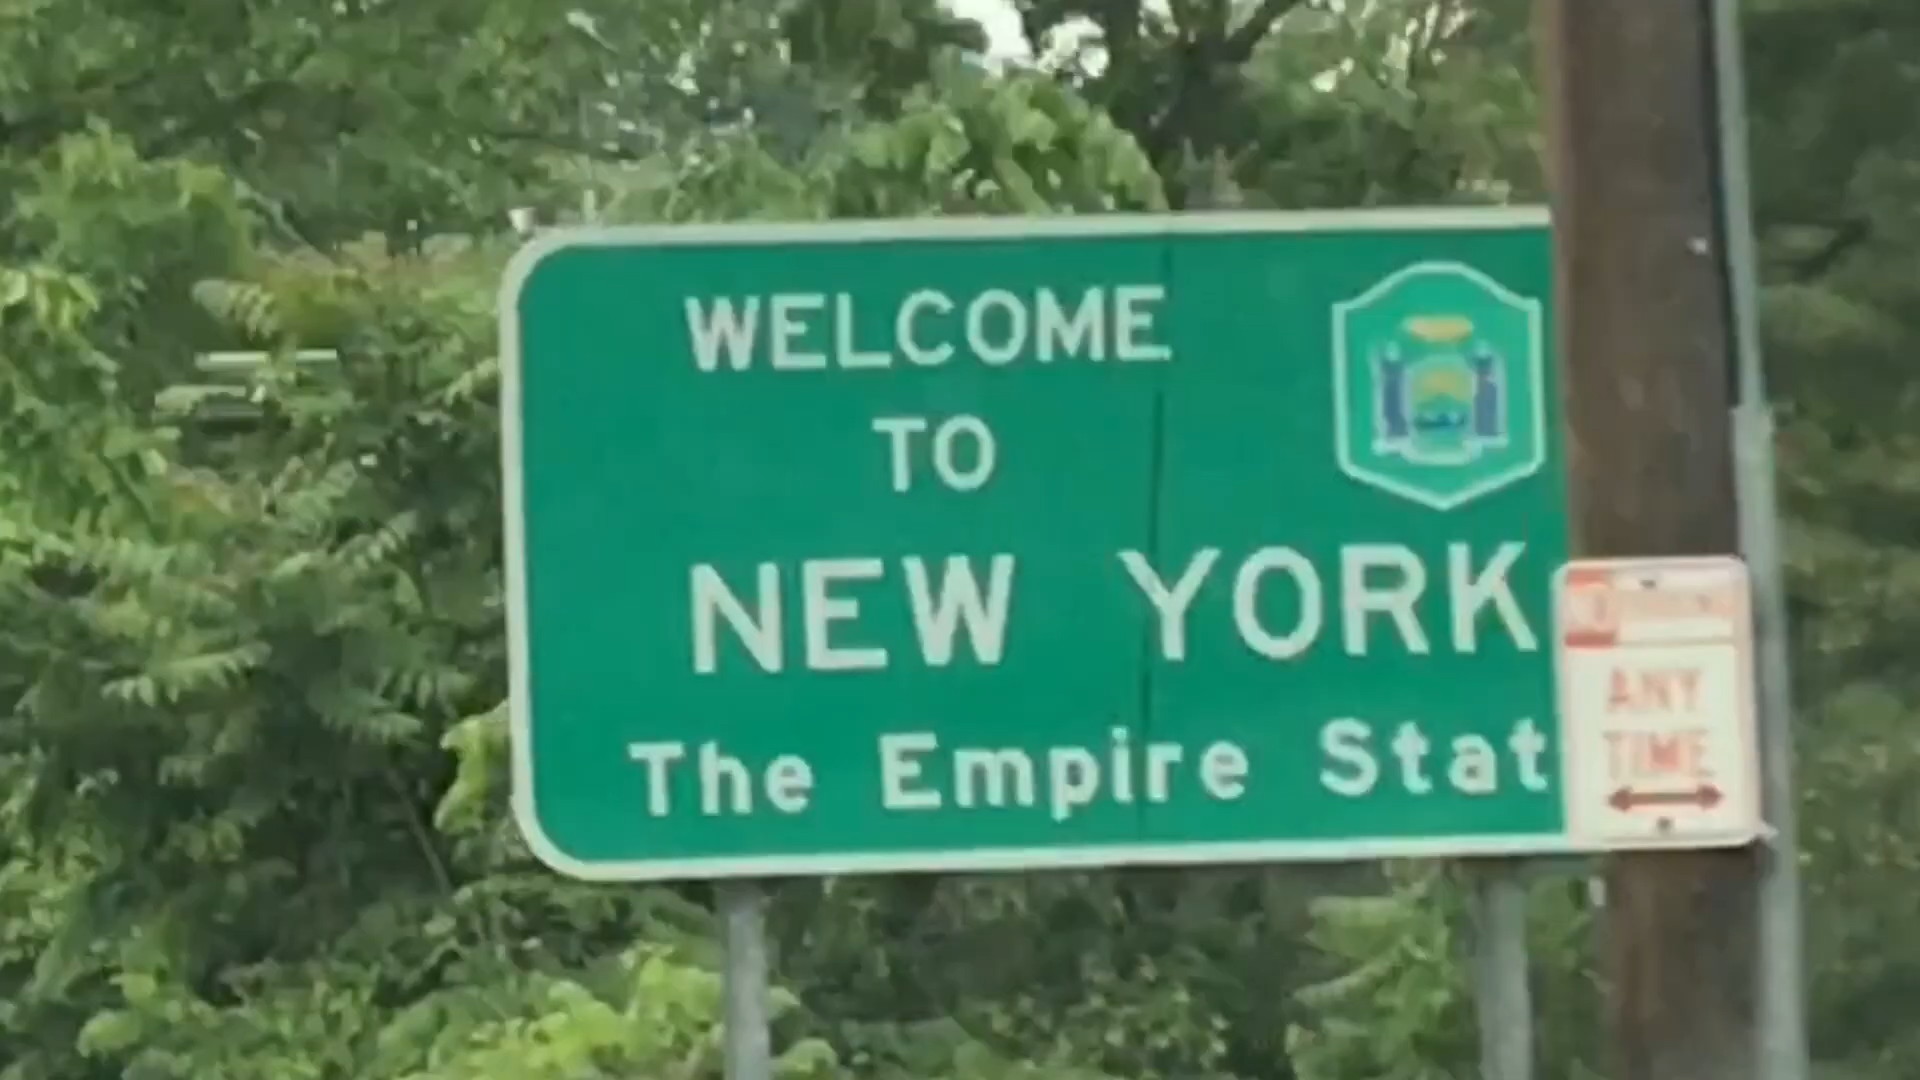 WELCOME
TO
NEW YORK
The Empire Stat
ANY
TIME